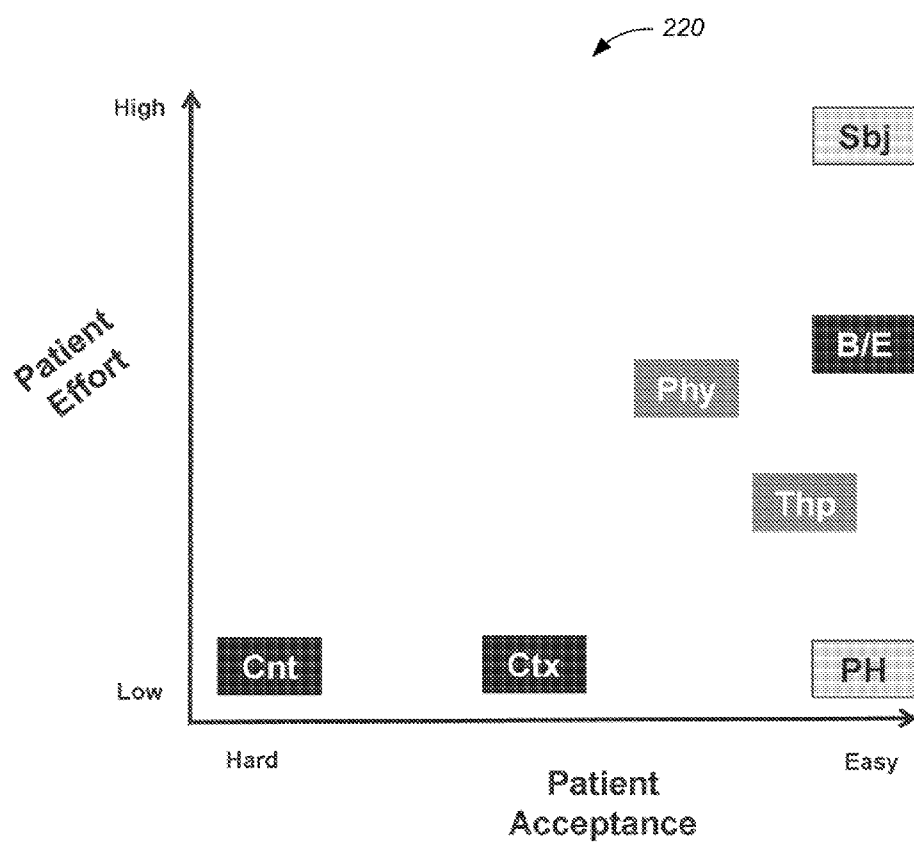 220
High
Sbj
Patient
Effort
B/E
Phy
Thp
Cnt
Ctx
PH
Low
Hard
Easy
Patient
Acceptance